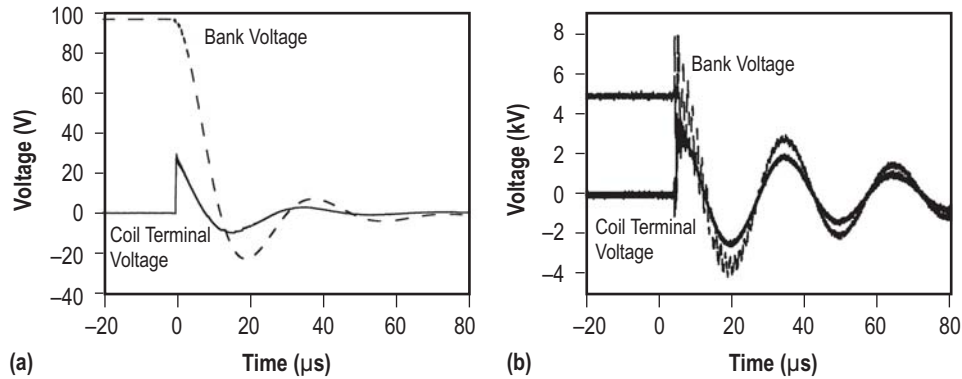 100
80
60
40
20
0
–20
–40
Voltage (V)
Bank Voltage
Coil Terminal
Voltage
–20 0 20 40 60 80
Time (µs)
(a)
8
6
4
2
0
–2
–4
Voltage (kV)
Bank Voltage
Coil Terminal
Voltage
–20 0 20 40 60 80
Time (µs)
(b)